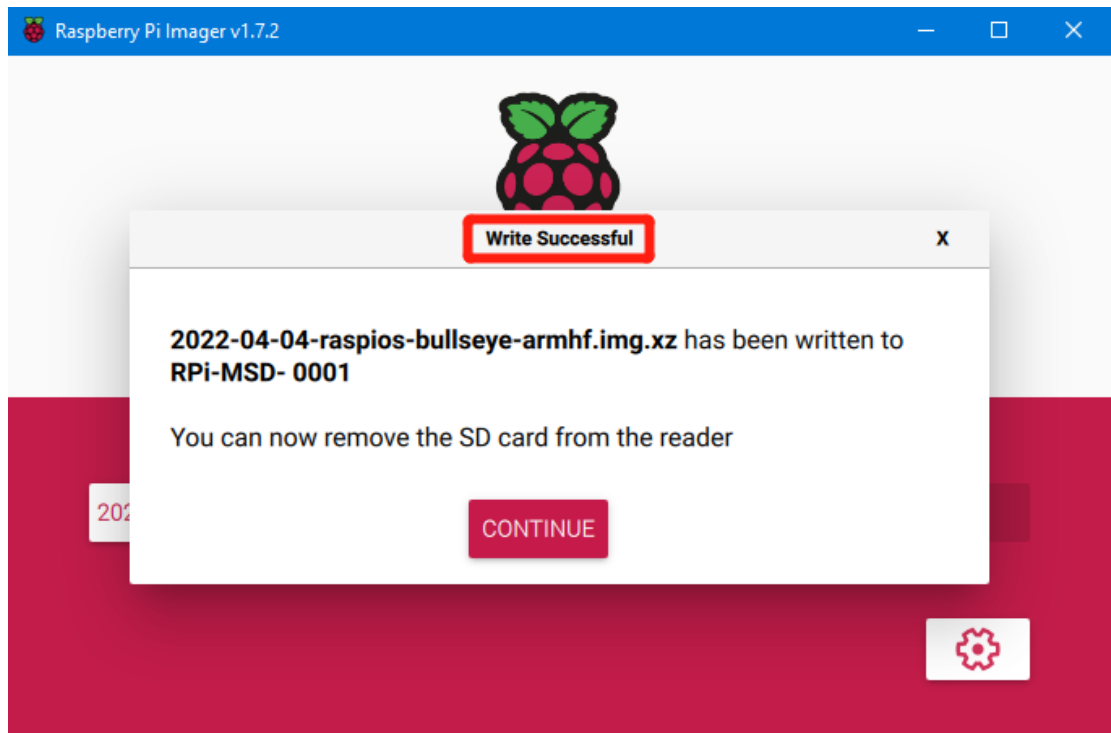 Raspberry Pi Imager v1.7.2
Write Successful
X
2022-04-04-raspios-bullseye-armhf.img.xz has been written to
RPi-MSD- 0001
You can now remove the SD card from the reader
202
CONTINUE